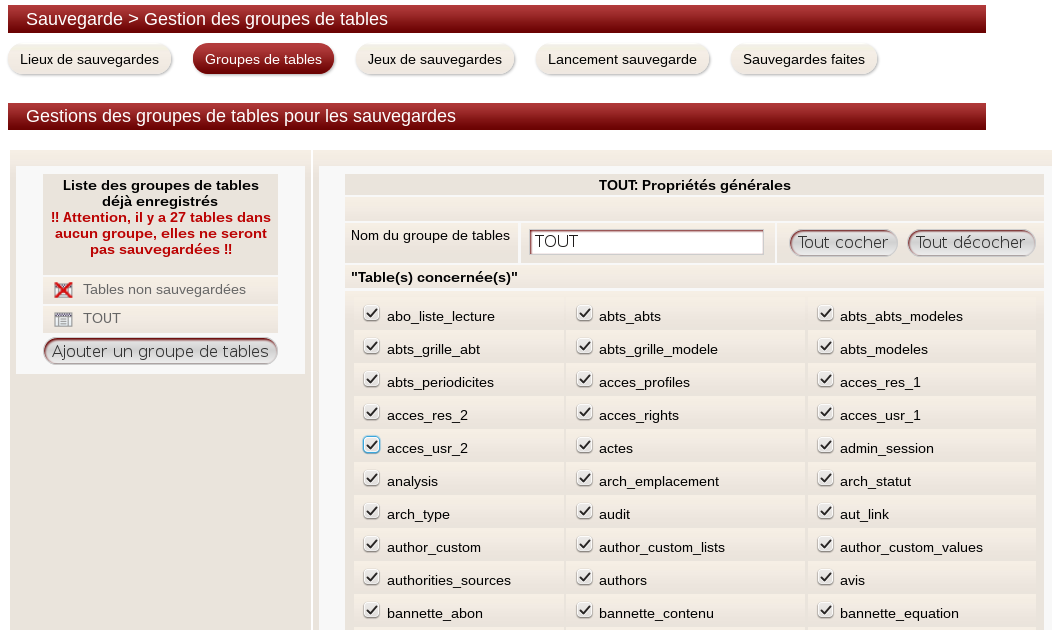 Sauvegarde > Gestion des groupes de tables
Lieux de sauvegardes Groupes de tables Jeux de sauvegardes Lancement sauvegarde Sauvegardes faites
Gestions des groupes de tables pour les sauvegardes
Liste des groupes de tables
déjà enregistrés
!! Attention, il y a 27 tables dans
aucun groupe, elles ne seront
pas sauvegardées !!
Tables non sauvegardées
TOUT
Ajouter un groupe de tables
TOUT: Propriétés générales
Nom du groupe de tables TOUT Tout cocher Tout décocher
"Table(s) concernée(s)"
abo_liste_lecture abts_abts abts_abts_modeles
abts_grille_abt abts_grille_modele abts_modeles
abts_periodicites acces_profiles acces_res_1
acces_res_2 acces_rights acces_usr_1
acces_usr_2 actes admin_session
analysis arch_emplacement arch_statut
arch_type audit aut_link
author_custom author_custom_lists author_custom_values
authorities_sources authors avis
bannette_abon bannette_contenu bannette_equation